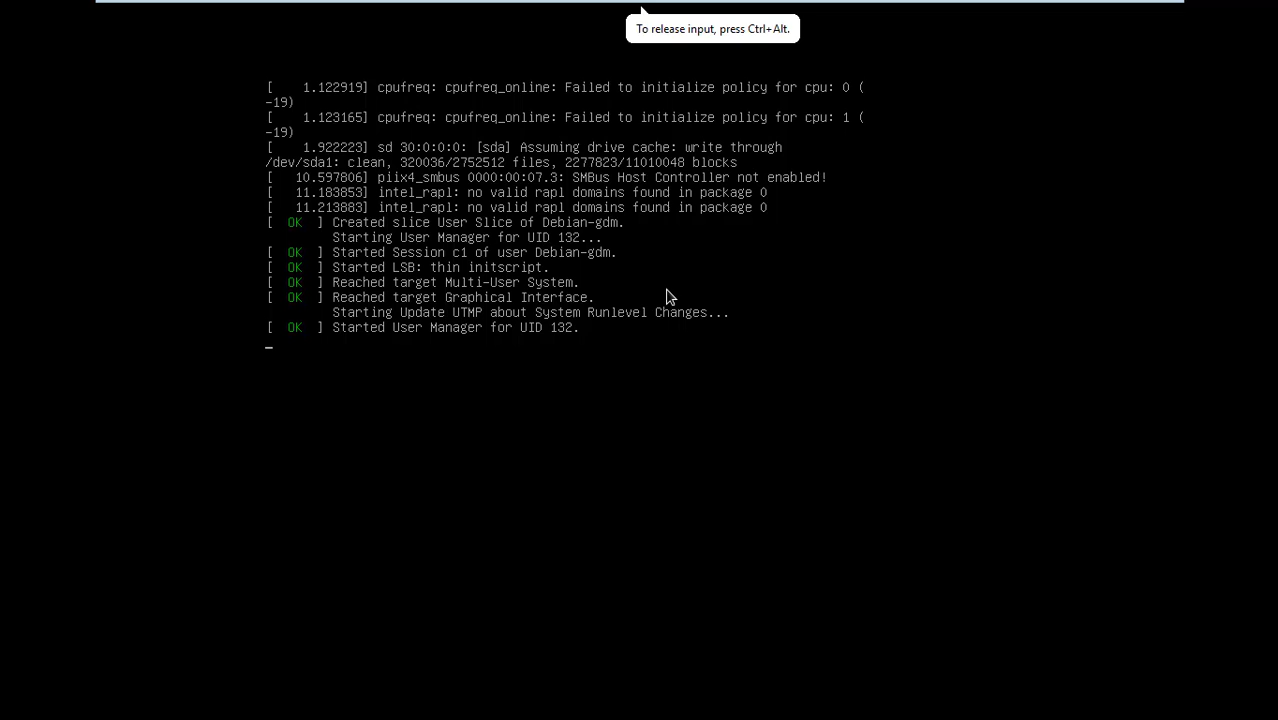 To release input, press Ctrl+Alt.
[    1.122919] cpufreq: cpufreq_online: Failed to initialize policy for cpu: 0 (
-19)
[    1.123165] cpufreq: cpufreq_online: Failed to initialize policy for cpu: 1 (
-19)
[    1.922223] sd 30:0:0:0: [sda] Assuming drive cache: write through
/dev/sda1: clean, 320036/2752512 files, 2277823/11010048 blocks
[   10.597806] piix4_smbus 0000:00:07.3: SMBus Host Controller not enabled!
[   11.183853] intel_rapl: no valid rapl domains found in package 0
[   11.213883] intel_rapl: no valid rapl domains found in package 0
[  OK  ] Created slice User Slice of Debian-gdm.
         Starting User Manager for UID 132...
[  OK  ] Started Session c1 of user Debian-gdm.
[  OK  ] Started LSB: thin initscript.
[  OK  ] Reached target Multi-User System.
[  OK  ] Reached target Graphical Interface.
         Starting Update UTMP about System Runlevel Changes...
[  OK  ] Started User Manager for UID 132.